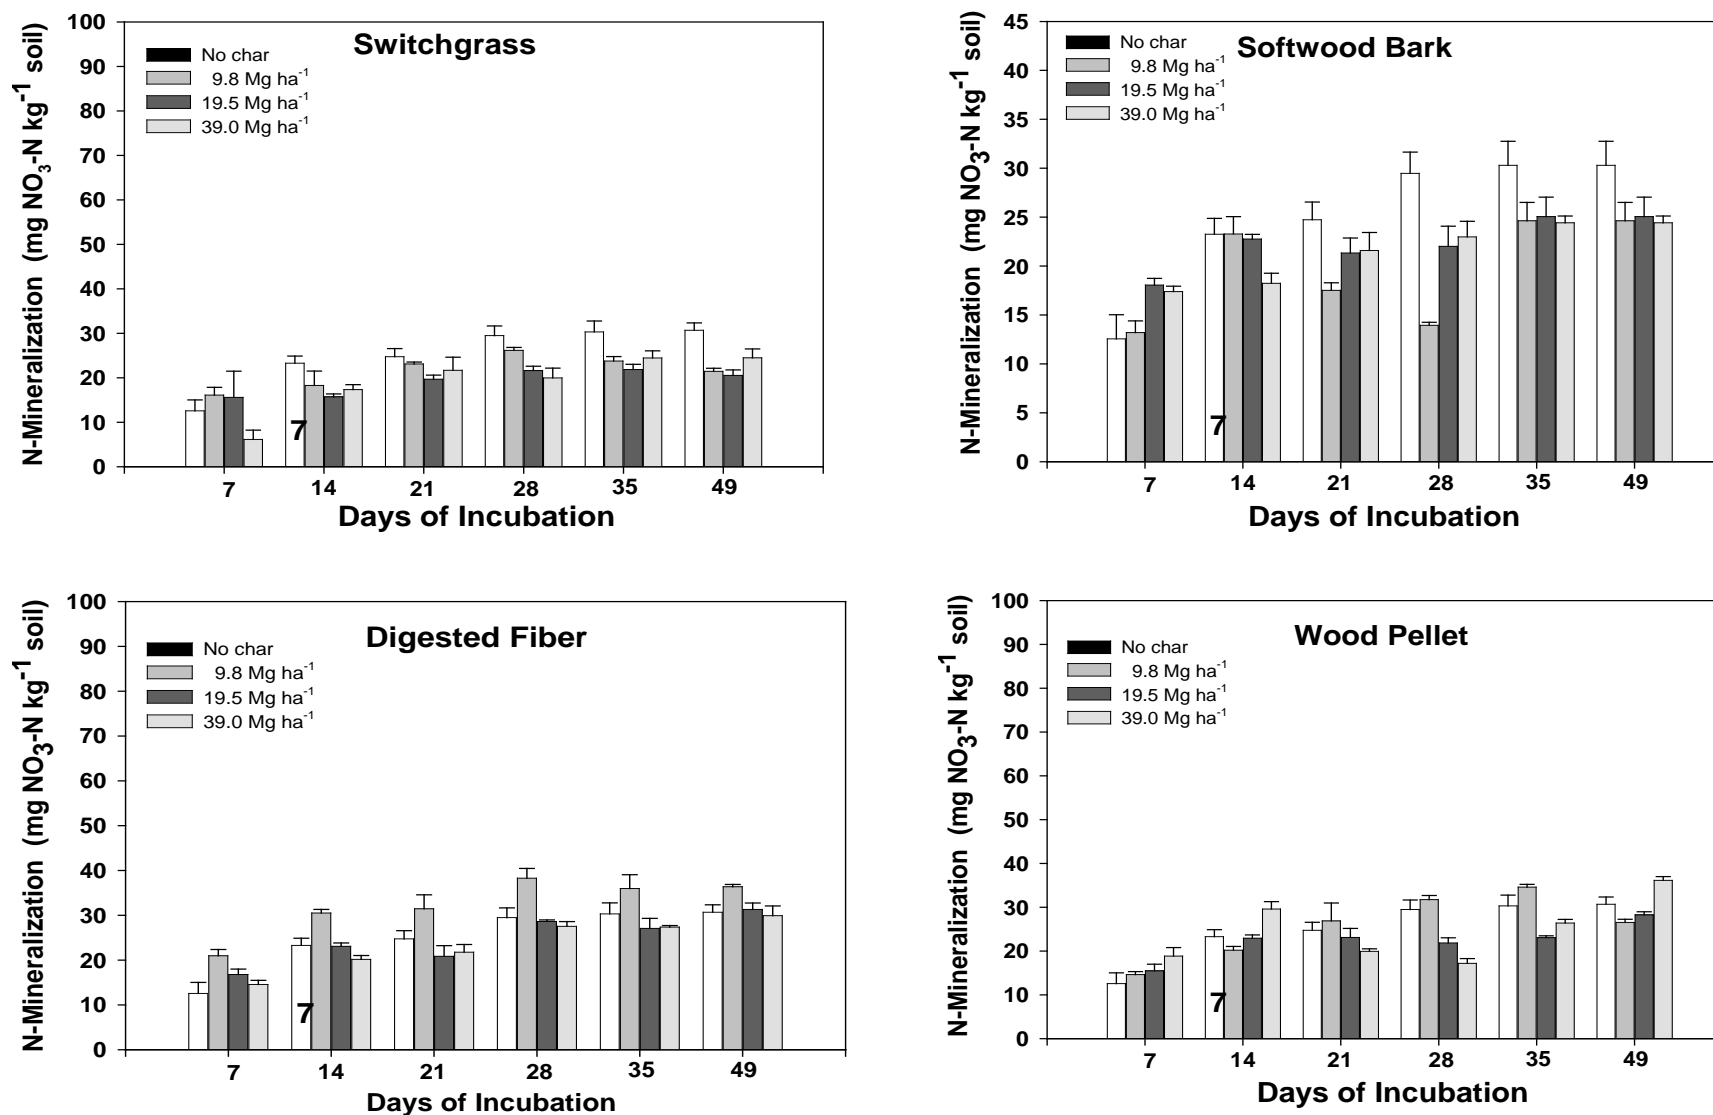 Switchgrass
N-Mineralization (mg NO₃-N kg⁻¹ soil)
100
90
80
70
60
50
40
30
20
10
0
No char
9.8 Mg ha⁻¹
19.5 Mg ha⁻¹
39.0 Mg ha⁻¹
7
7 14 21 28 35 49
Days of Incubation
Softwood Bark
N-Mineralization (mg NO₃-N kg⁻¹ soil)
45
40
35
30
25
20
15
10
5
0
No char
9.8 Mg ha⁻¹
19.5 Mg ha⁻¹
39.0 Mg ha⁻¹
7
7 14 21 28 35 49
Days of Incubation
Digested Fiber
N-Mineralization (mg NO₃-N kg⁻¹ soil)
100
90
80
70
60
50
40
30
20
10
0
No char
9.8 Mg ha⁻¹
19.5 Mg ha⁻¹
39.0 Mg ha⁻¹
7
7 14 21 28 35 49
Days of Incubation
Wood Pellet
N-Mineralization (mg NO₃-N kg⁻¹ soil)
100
90
80
70
60
50
40
30
20
10
0
No char
9.8 Mg ha⁻¹
19.5 Mg ha⁻¹
39.0 Mg ha⁻¹
7
7 14 21 28 35 49
Days of Incubation